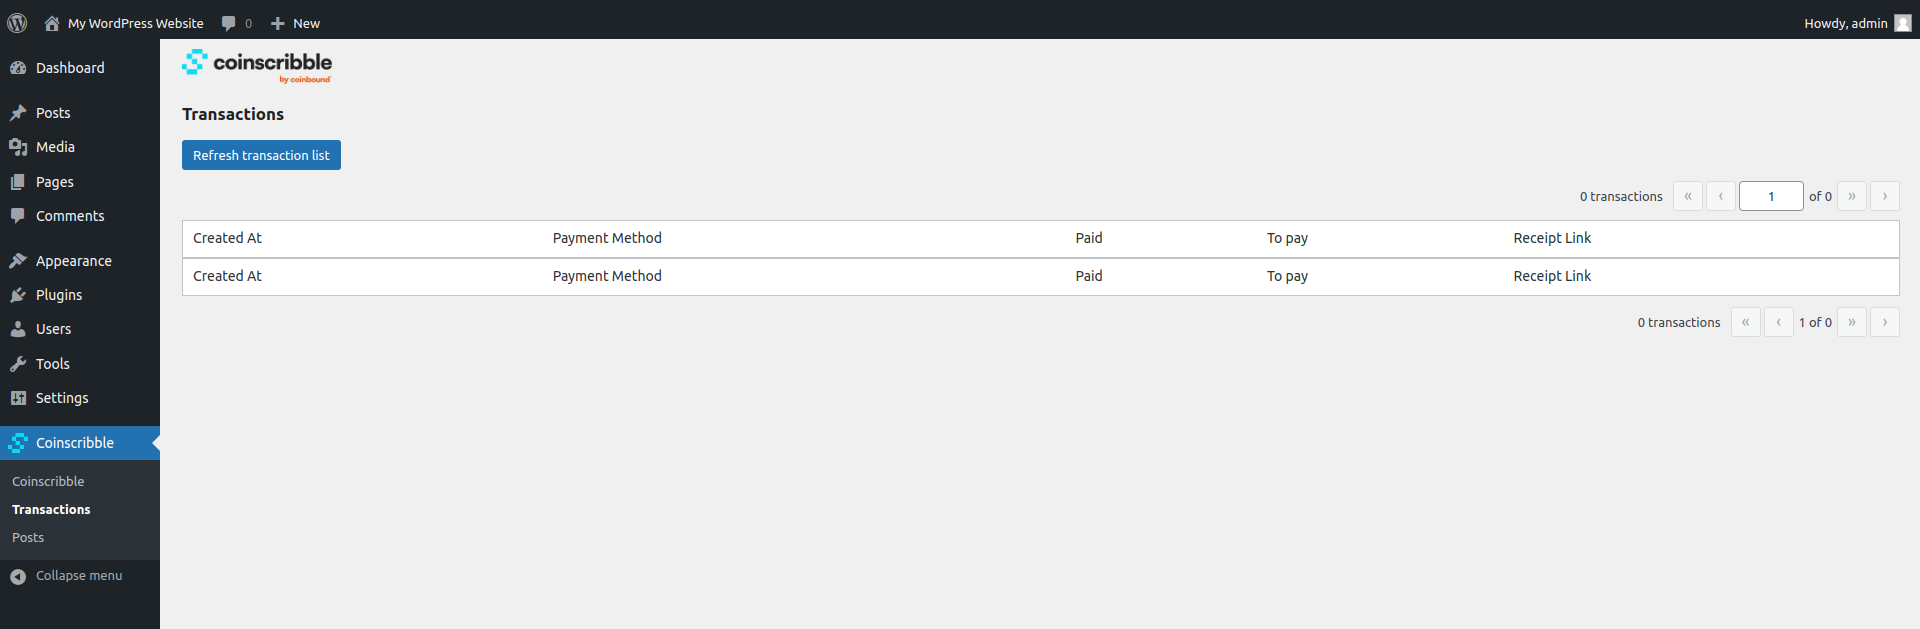 My WordPress Website 0 New Howdy, admin
Dashboard
Posts
Media
Pages
Comments
Appearance
Plugins
Users
Tools
Settings
Coinscribble
Coinscribble
Transactions
Posts
Collapse menu
coinscribble
by coinbound
Transactions
Refresh transaction list
0 transactions « ‹ 1 of 0 » ›
Created At Payment Method Paid To pay Receipt Link
Created At Payment Method Paid To pay Receipt Link
0 transactions « ‹ 1 of 0 » ›